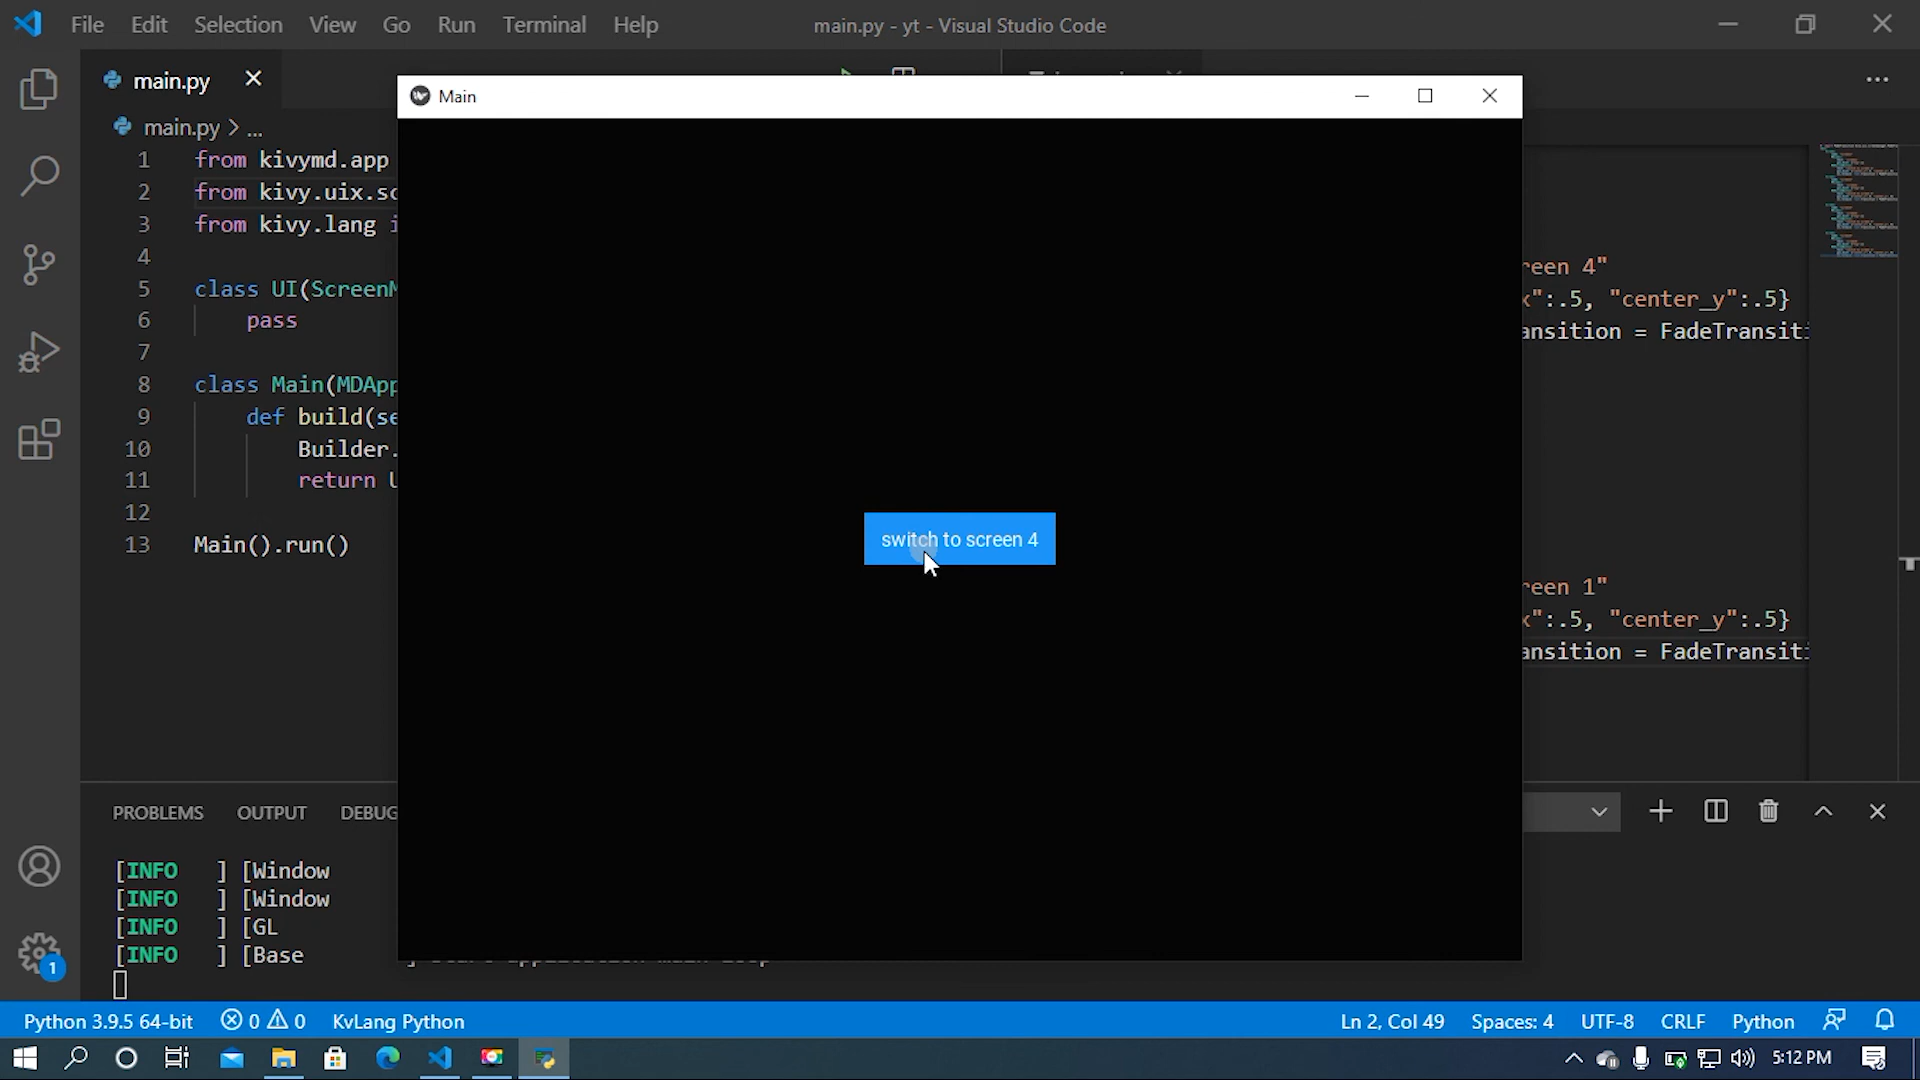 File Edit Selection View Go Run Terminal Help
main.py - yt - Visual Studio Code
main.py
main.py > ...
Main
1 from kivymd.app
2 from kivy.uix.sc
3 from kivy.lang i
4
5 class UI(ScreenM
6 pass
7
8 class Main(MDApp
9 def build(se
10 Builder.
11 return U
12
13 Main().run()
switch to screen 4
reen 4"
x":.5, "center_y":.5}
ansition = FadeTransiti
reen 1"
x":.5, "center_y":.5}
ansition = FadeTransiti
PROBLEMS OUTPUT DEBUG
[INFO ] [Window
[INFO ] [Window
[INFO ] [GL
[INFO ] [Base
1
Python 3.9.5 64-bit 0 0 KvLang Python
Ln 2, Col 49 Spaces: 4 UTF-8 CRLF Python
5:12 PM